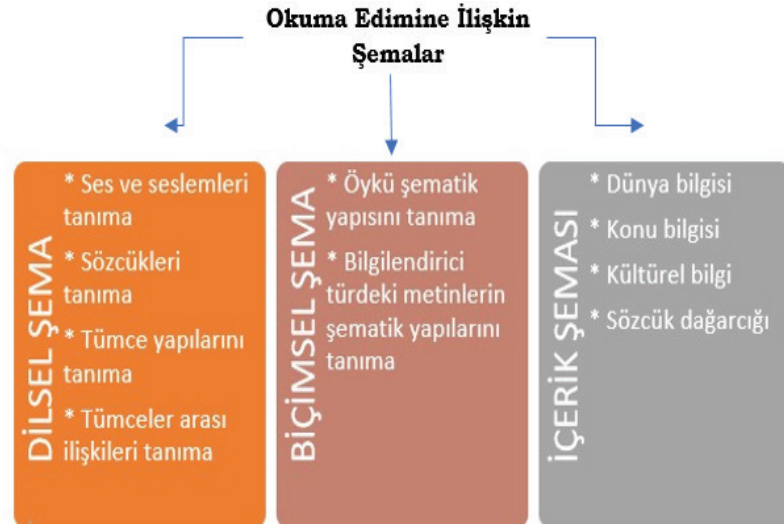 Okuma Edimine İlişkin
Şemalar
DİLSEL ŞEMA
* Ses ve seslemleri
tanıma
* Sözcükleri
tanıma
* Tümce yapılarını
tanıma
* Tümceler arası
ilişkileri tanıma
BİÇİMSEL ŞEMA
* Öykü şematik
yapısını tanıma
* Bilgilendirici
türdeki metinlerin
şematik yapılarını
tanıma
İÇERİK ŞEMASI
* Dünya bilgisi
* Konu bilgisi
* Kültürel bilgi
* Sözcük dağarcığı